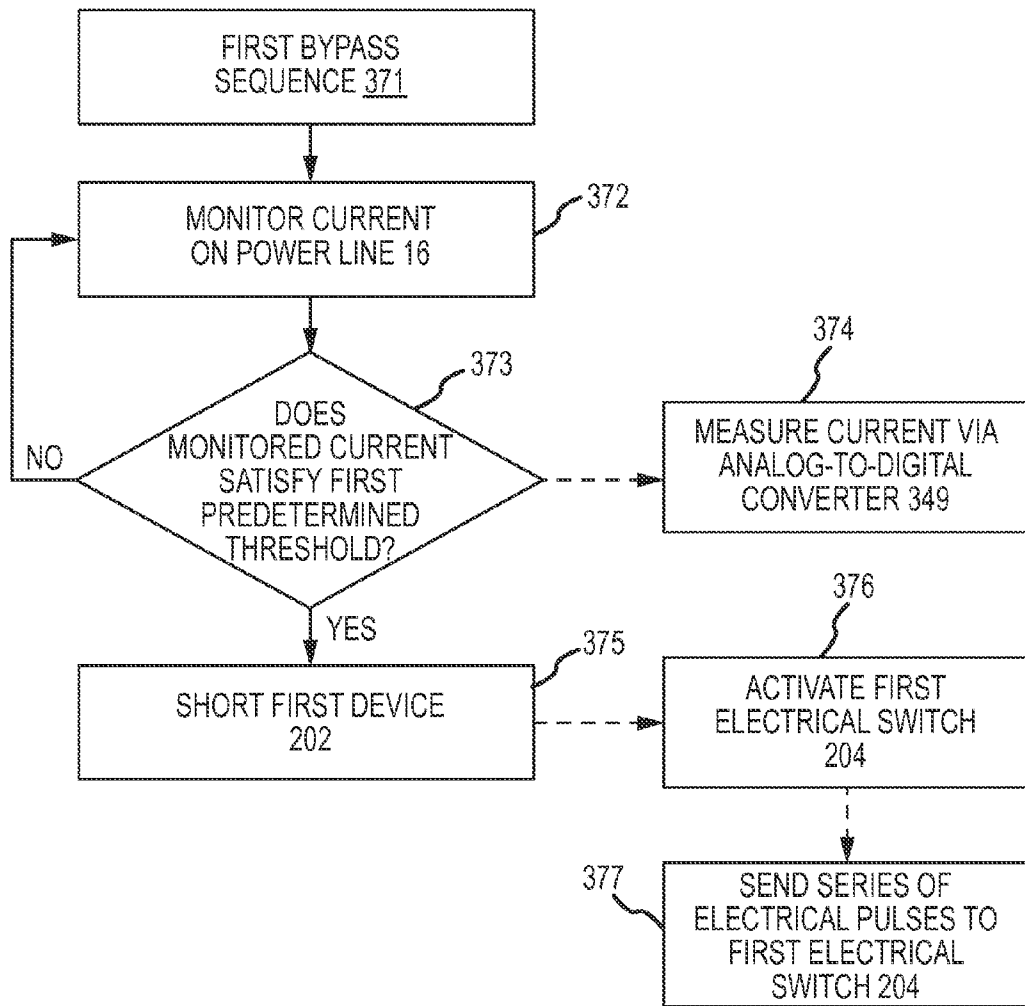 FIRST BYPASS
SEQUENCE 371
MONITOR CURRENT
ON POWER LINE 16
372
DOES
MONITORED CURRENT
SATISFY FIRST
PREDETERMINED
THRESHOLD?
373
NO
YES
374
MEASURE CURRENT VIA
ANALOG-TO-DIGITAL
CONVERTER 349
SHORT FIRST DEVICE
202
375
376
ACTIVATE FIRST
ELECTRICAL SWITCH
204
377
SEND SERIES OF
ELECTRICAL PULSES TO
FIRST ELECTRICAL
SWITCH 204